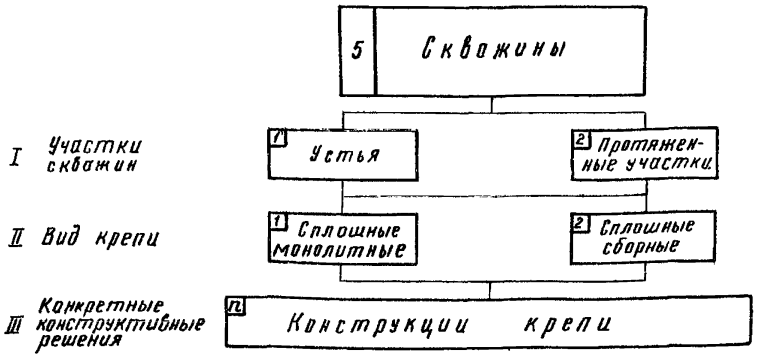 5 Скважины
I Участки
скважин
1 Устья
2 Протяжен-
ные участки
II Вид крепи
1 Сплошные
монолитные
2 Сплошные
сборные
III Конкретные
конструктивные
решения
n Конструкции крепи